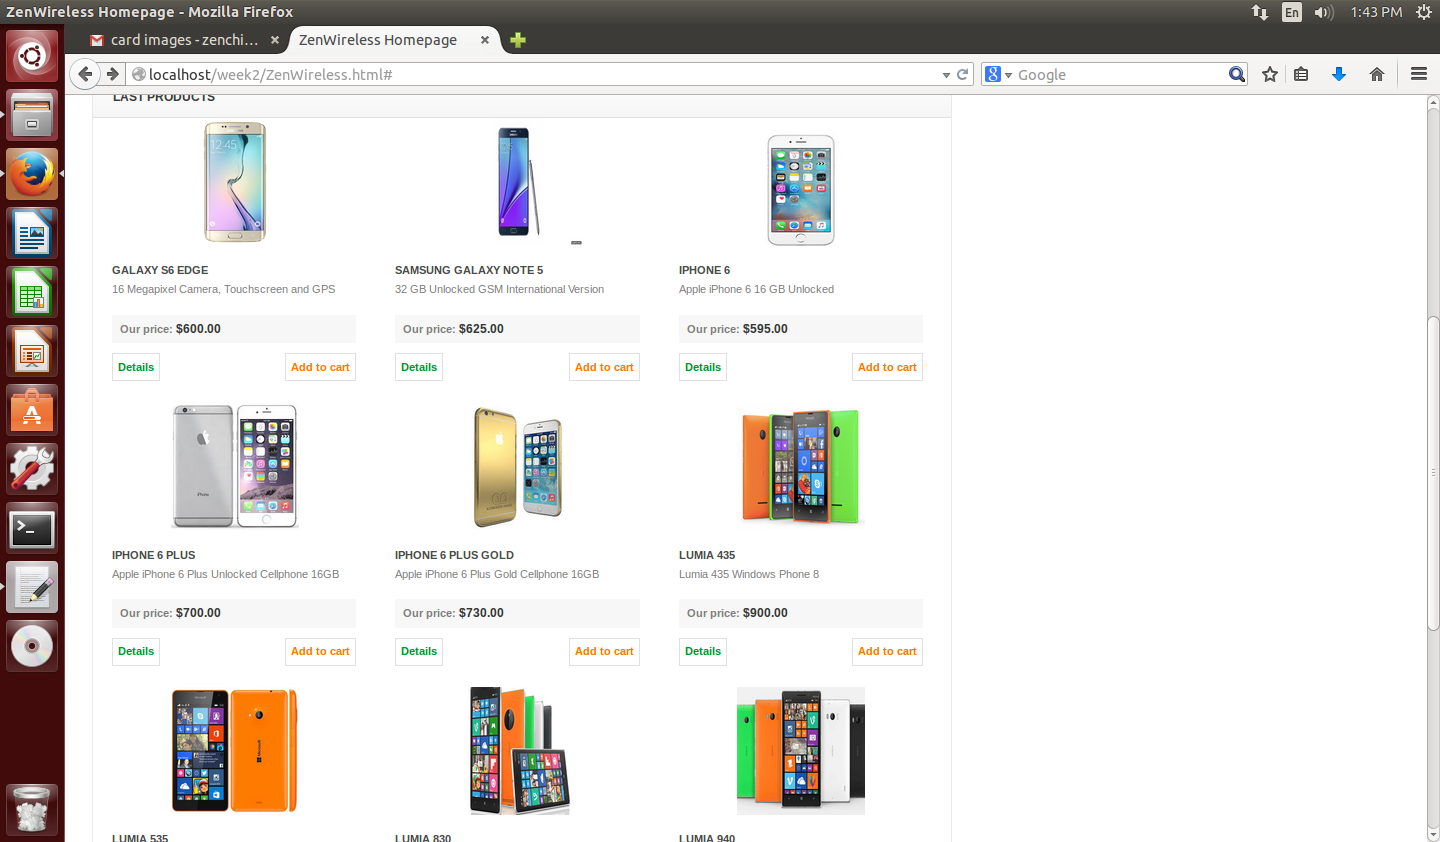 ZenWireless Homepage - Mozilla Firefox
En
1:43 PM
card images - zenchi...
ZenWireless Homepage
localhost/week2/ZenWireless.html#
Google
LAST PRODUCTS
12:45
GALAXY S6 EDGE
16 Megapixel Camera, Touchscreen and GPS
Our price: $600.00
Details
Add to cart
SAMSUNG GALAXY NOTE 5
32 GB Unlocked GSM International Version
Our price: $625.00
Details
Add to cart
IPHONE 6
Apple iPhone 6 16 GB Unlocked
Our price: $595.00
Details
Add to cart
iPhone
IPHONE 6 PLUS
Apple iPhone 6 Plus Unlocked Cellphone 16GB
Our price: $700.00
Details
Add to cart
IPHONE 6 PLUS GOLD
Apple iPhone 6 Plus Gold Cellphone 16GB
Our price: $730.00
Details
Add to cart
LUMIA 435
Lumia 435 Windows Phone 8
Our price: $900.00
Details
Add to cart
Microsoft
LUMIA 535
LUMIA 830
LUMIA 940